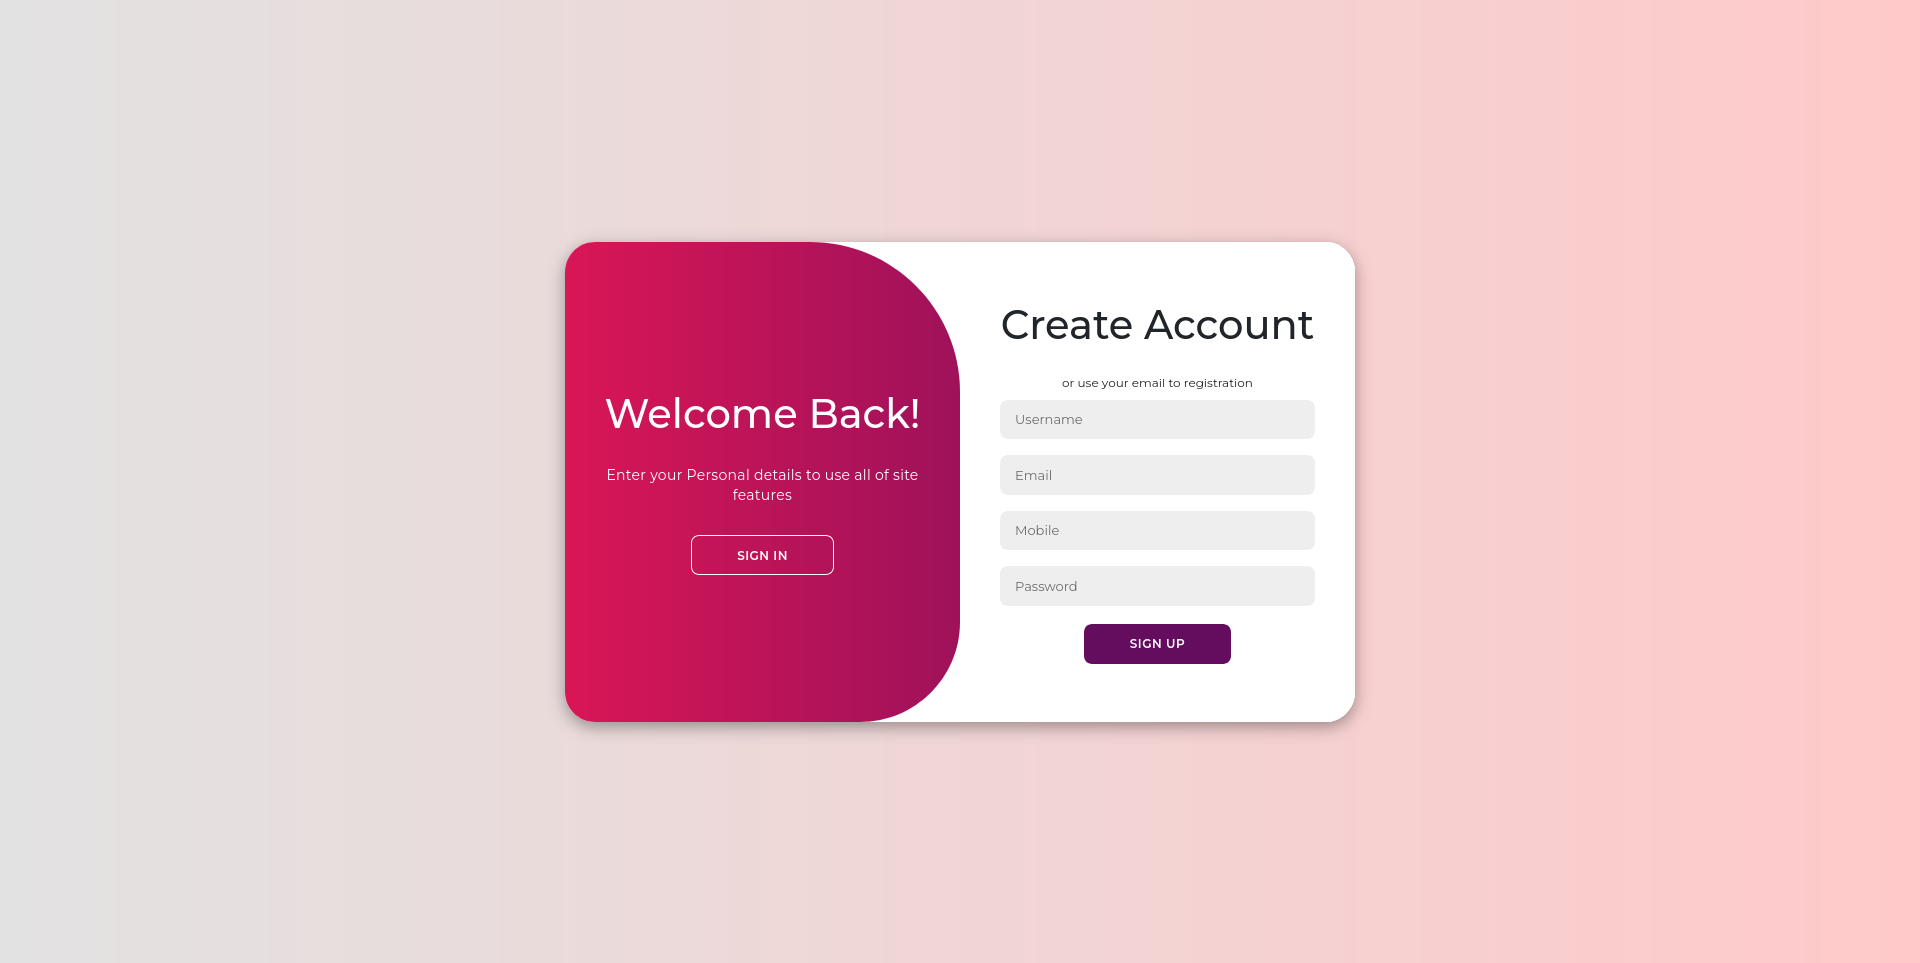 Welcome Back!
Enter your Personal details to use all of site
features
SIGN IN
Create Account
or use your email to registration
Username
Email
Mobile
Password
SIGN UP